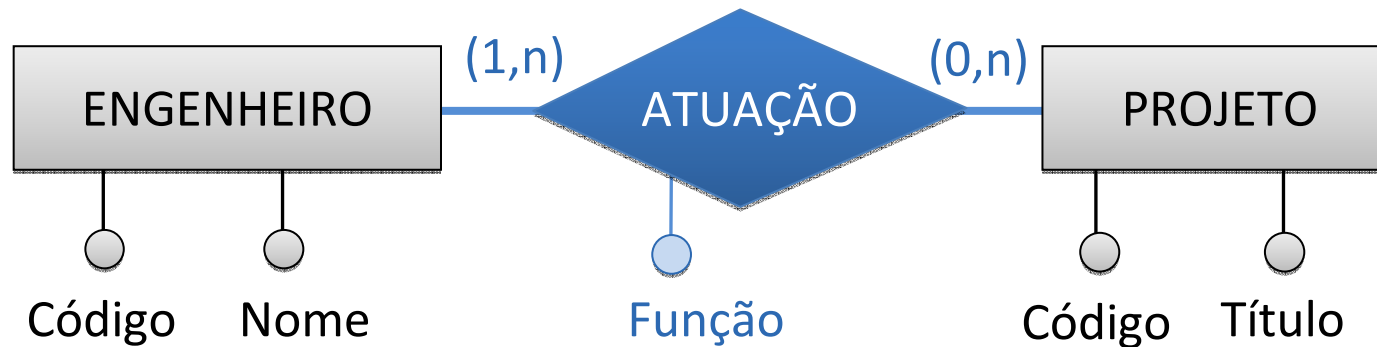 (1,n) (0,n)
ENGENHEIRO ATUAÇÃO PROJETO
Código Nome Função Código Título